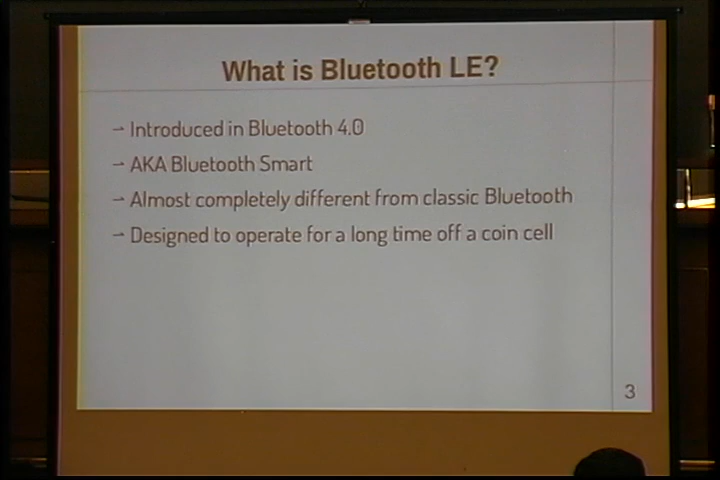 What is Bluetooth LE?
→ Introduced in Bluetooth 4.0
→ AKA Bluetooth Smart
→ Almost completely different from classic Bluetooth
→ Designed to operate for a long time off a coin cell
3